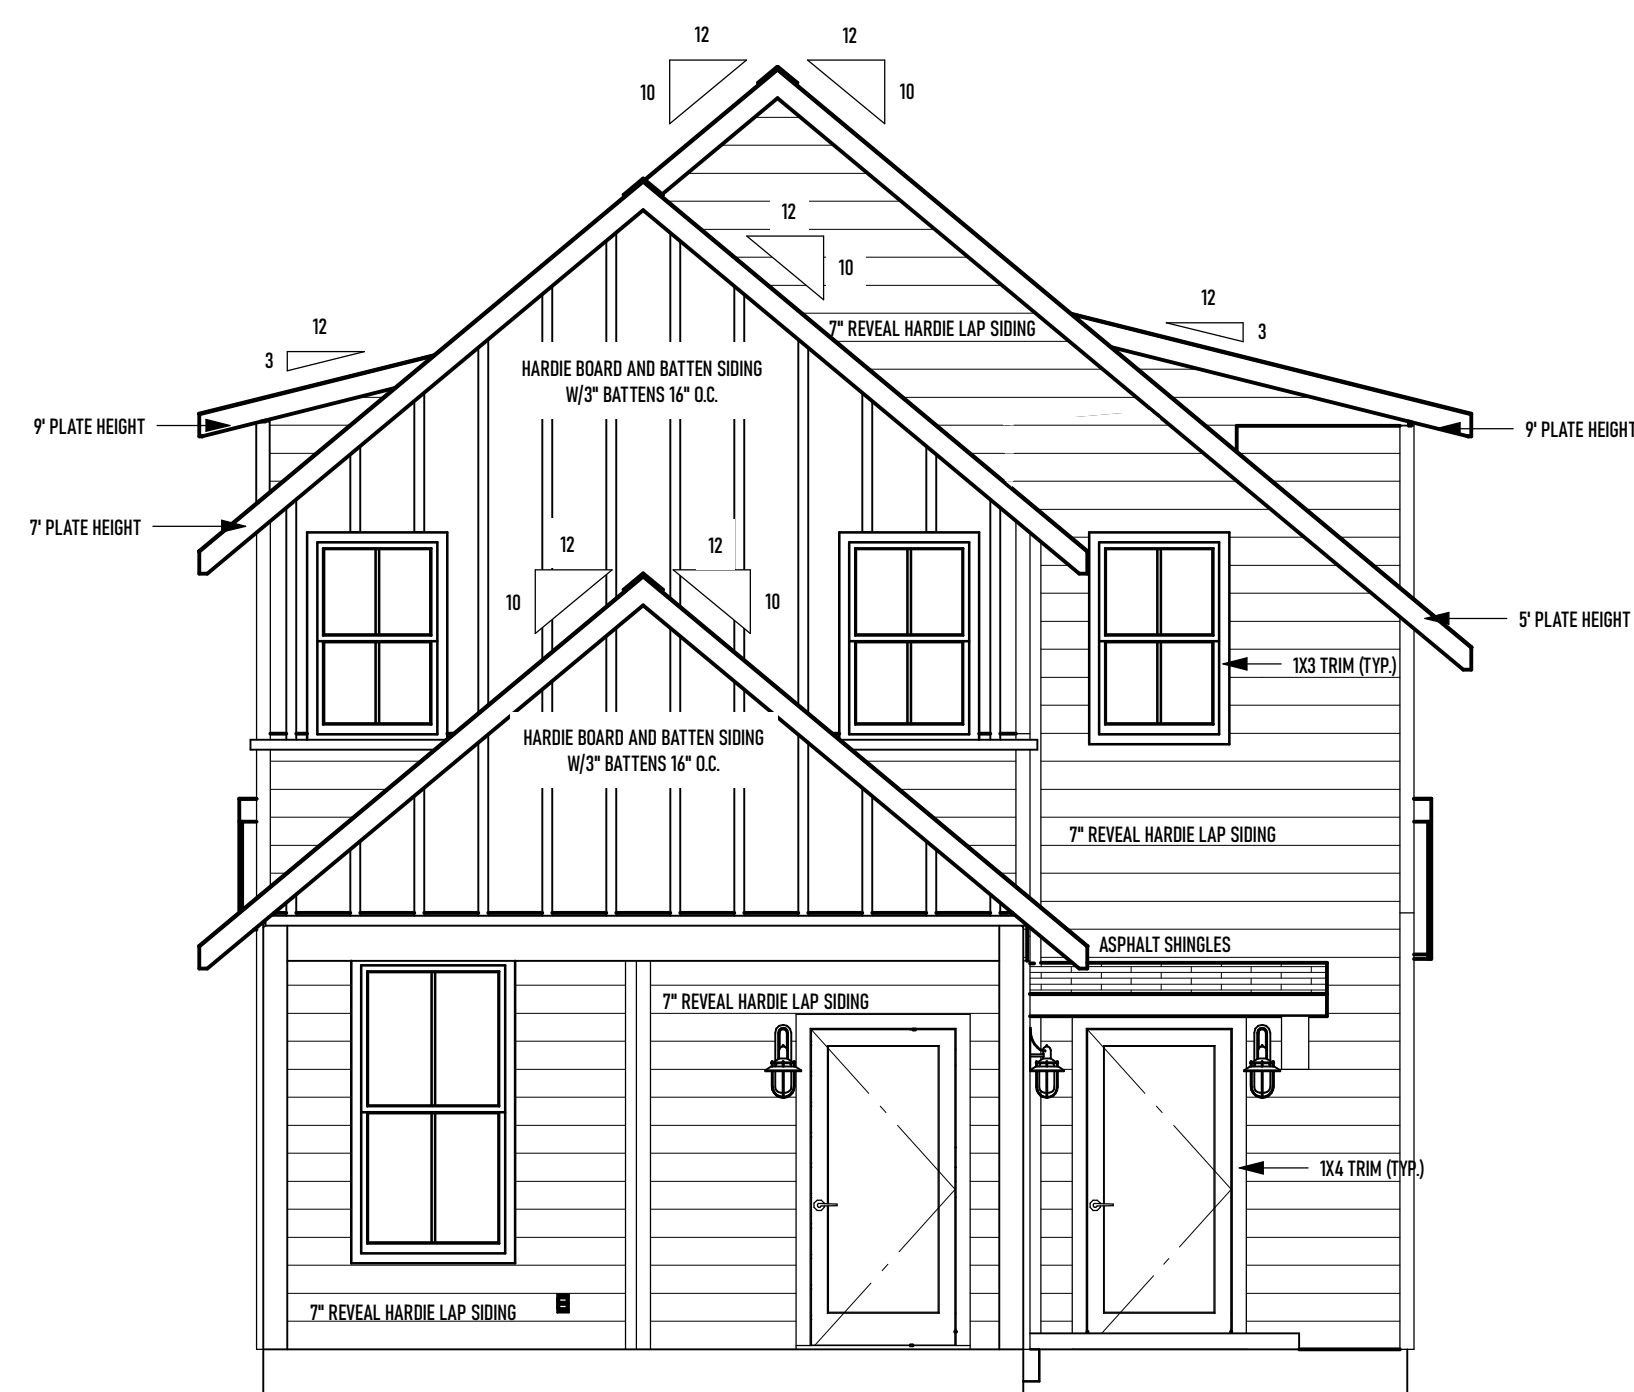 12
12
10
10
12
10
12
3
12
3
7" REVEAL HARDIE LAP SIDING
HARDIE BOARD AND BATTEN SIDING
W/3" BATTENS 16" O.C.
9' PLATE HEIGHT
9' PLATE HEIGHT
7' PLATE HEIGHT
12
12
10
10
5' PLATE HEIGHT
1X3 TRIM (TYP.)
HARDIE BOARD AND BATTEN SIDING
W/3" BATTENS 16" O.C.
7" REVEAL HARDIE LAP SIDING
ASPHALT SHINGLES
7" REVEAL HARDIE LAP SIDING
1X4 TRIM (TYP.)
7" REVEAL HARDIE LAP SIDING